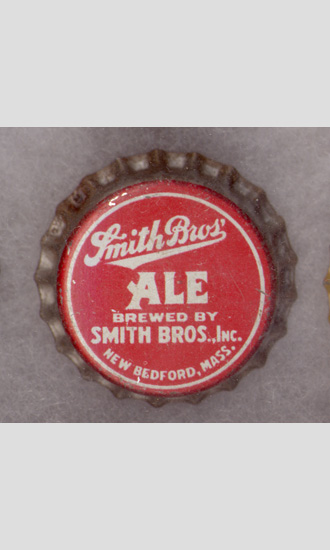 Smith Bros'
ALE
BREWED BY
SMITH BROS., INC.
NEW BEDFORD, MASS.